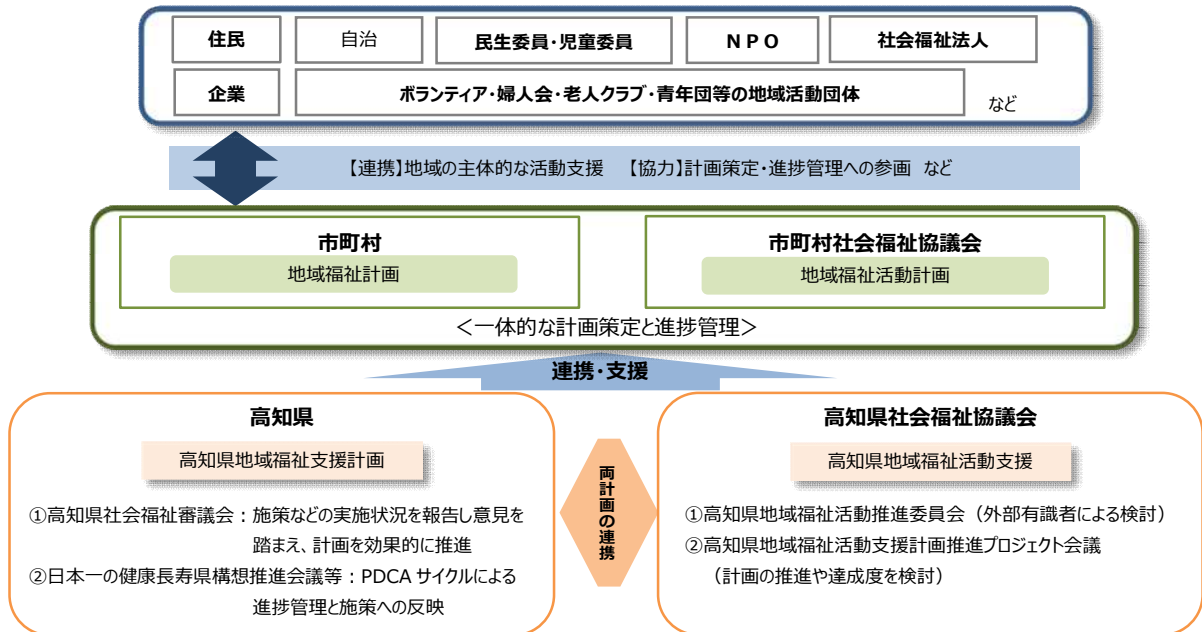 住民
自治
民生委員・児童委員
NPO
社会福祉法人
企業
ボランティア・婦人会・老人クラブ・青年団等の地域活動団体
など
【連携】地域の主体的な活動支援 【協力】計画策定・進捗管理への参画 など
市町村
地域福祉計画
市町村社会福祉協議会
地域福祉活動計画
＜一体的な計画策定と進捗管理＞
連携・支援
高知県
高知県地域福祉支援計画
①高知県社会福祉審議会：施策などの実施状況を報告し意見を
踏まえ、計画を効果的に推進
②日本一の健康長寿県構想推進会議等：PDCA サイクルによる
進捗管理と施策への反映
両計画の連携
高知県社会福祉協議会
高知県地域福祉活動支援
①高知県地域福祉活動推進委員会（外部有識者による検討）
②高知県地域福祉活動支援計画推進プロジェクト会議
（計画の推進や達成度を検討）